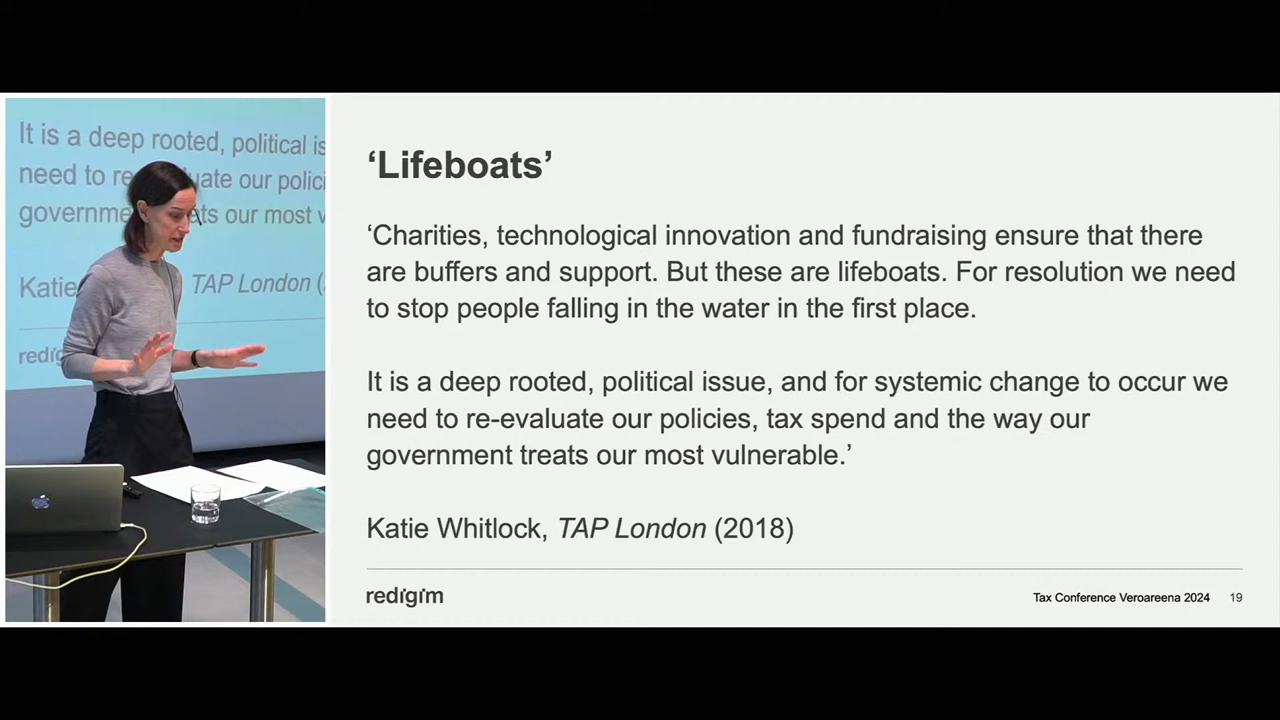 It is a deep rooted, political is
need to re
uate our polici
governme
ats our most v
Katie
TAP London (
redig
‘Lifeboats’
‘Charities, technological innovation and fundraising ensure that there
are buffers and support. But these are lifeboats. For resolution we need
to stop people falling in the water in the first place.
It is a deep rooted, political issue, and for systemic change to occur we
need to re-evaluate our policies, tax spend and the way our
government treats our most vulnerable.’
Katie Whitlock, TAP London (2018)
redigim
Tax Conference Veroareena 2024 19